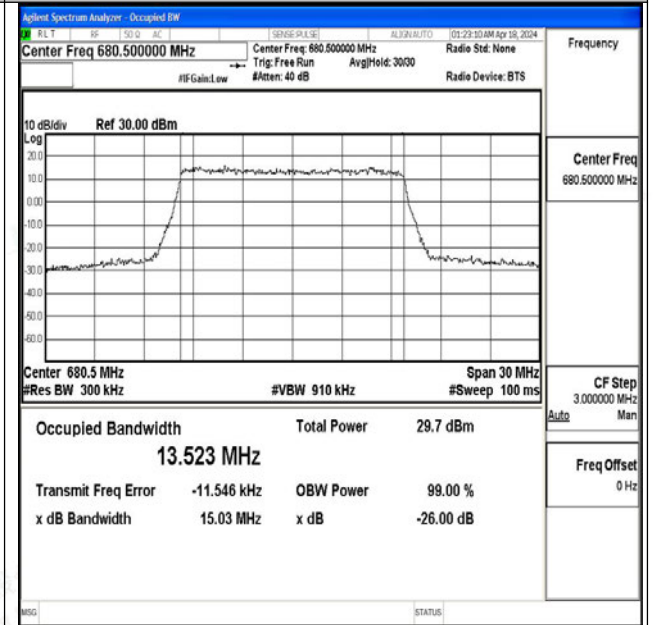 Agilent Spectrum Analyzer - Occupied BW
RL T RF 50 Ω AC SENSE:PULSE ALIGN AUTO 01:23:10 AM Apr 18, 2024
Center Freq 680.500000 MHz Center Freq: 680.500000 MHz Radio Std: None Frequency
Trig: Free Run Avg|Hold: 30/30
#IFGain:Low #Atten: 40 dB Radio Device: BTS
10 dB/div Ref 30.00 dBm
Log
20.0
10.0
0.00
-10.0
-20.0
-30.0
-40.0
-50.0
-60.0
Center Freq
680.500000 MHz
Center 680.5 MHz Span 30 MHz
#Res BW 300 kHz #VBW 910 kHz #Sweep 100 ms
CF Step
3.000000 MHz
Auto Man
Occupied Bandwidth Total Power 29.7 dBm
13.523 MHz
Transmit Freq Error -11.546 kHz OBW Power 99.00 %
x dB Bandwidth 15.03 MHz x dB -26.00 dB
Freq Offset
0 Hz
MSG STATUS